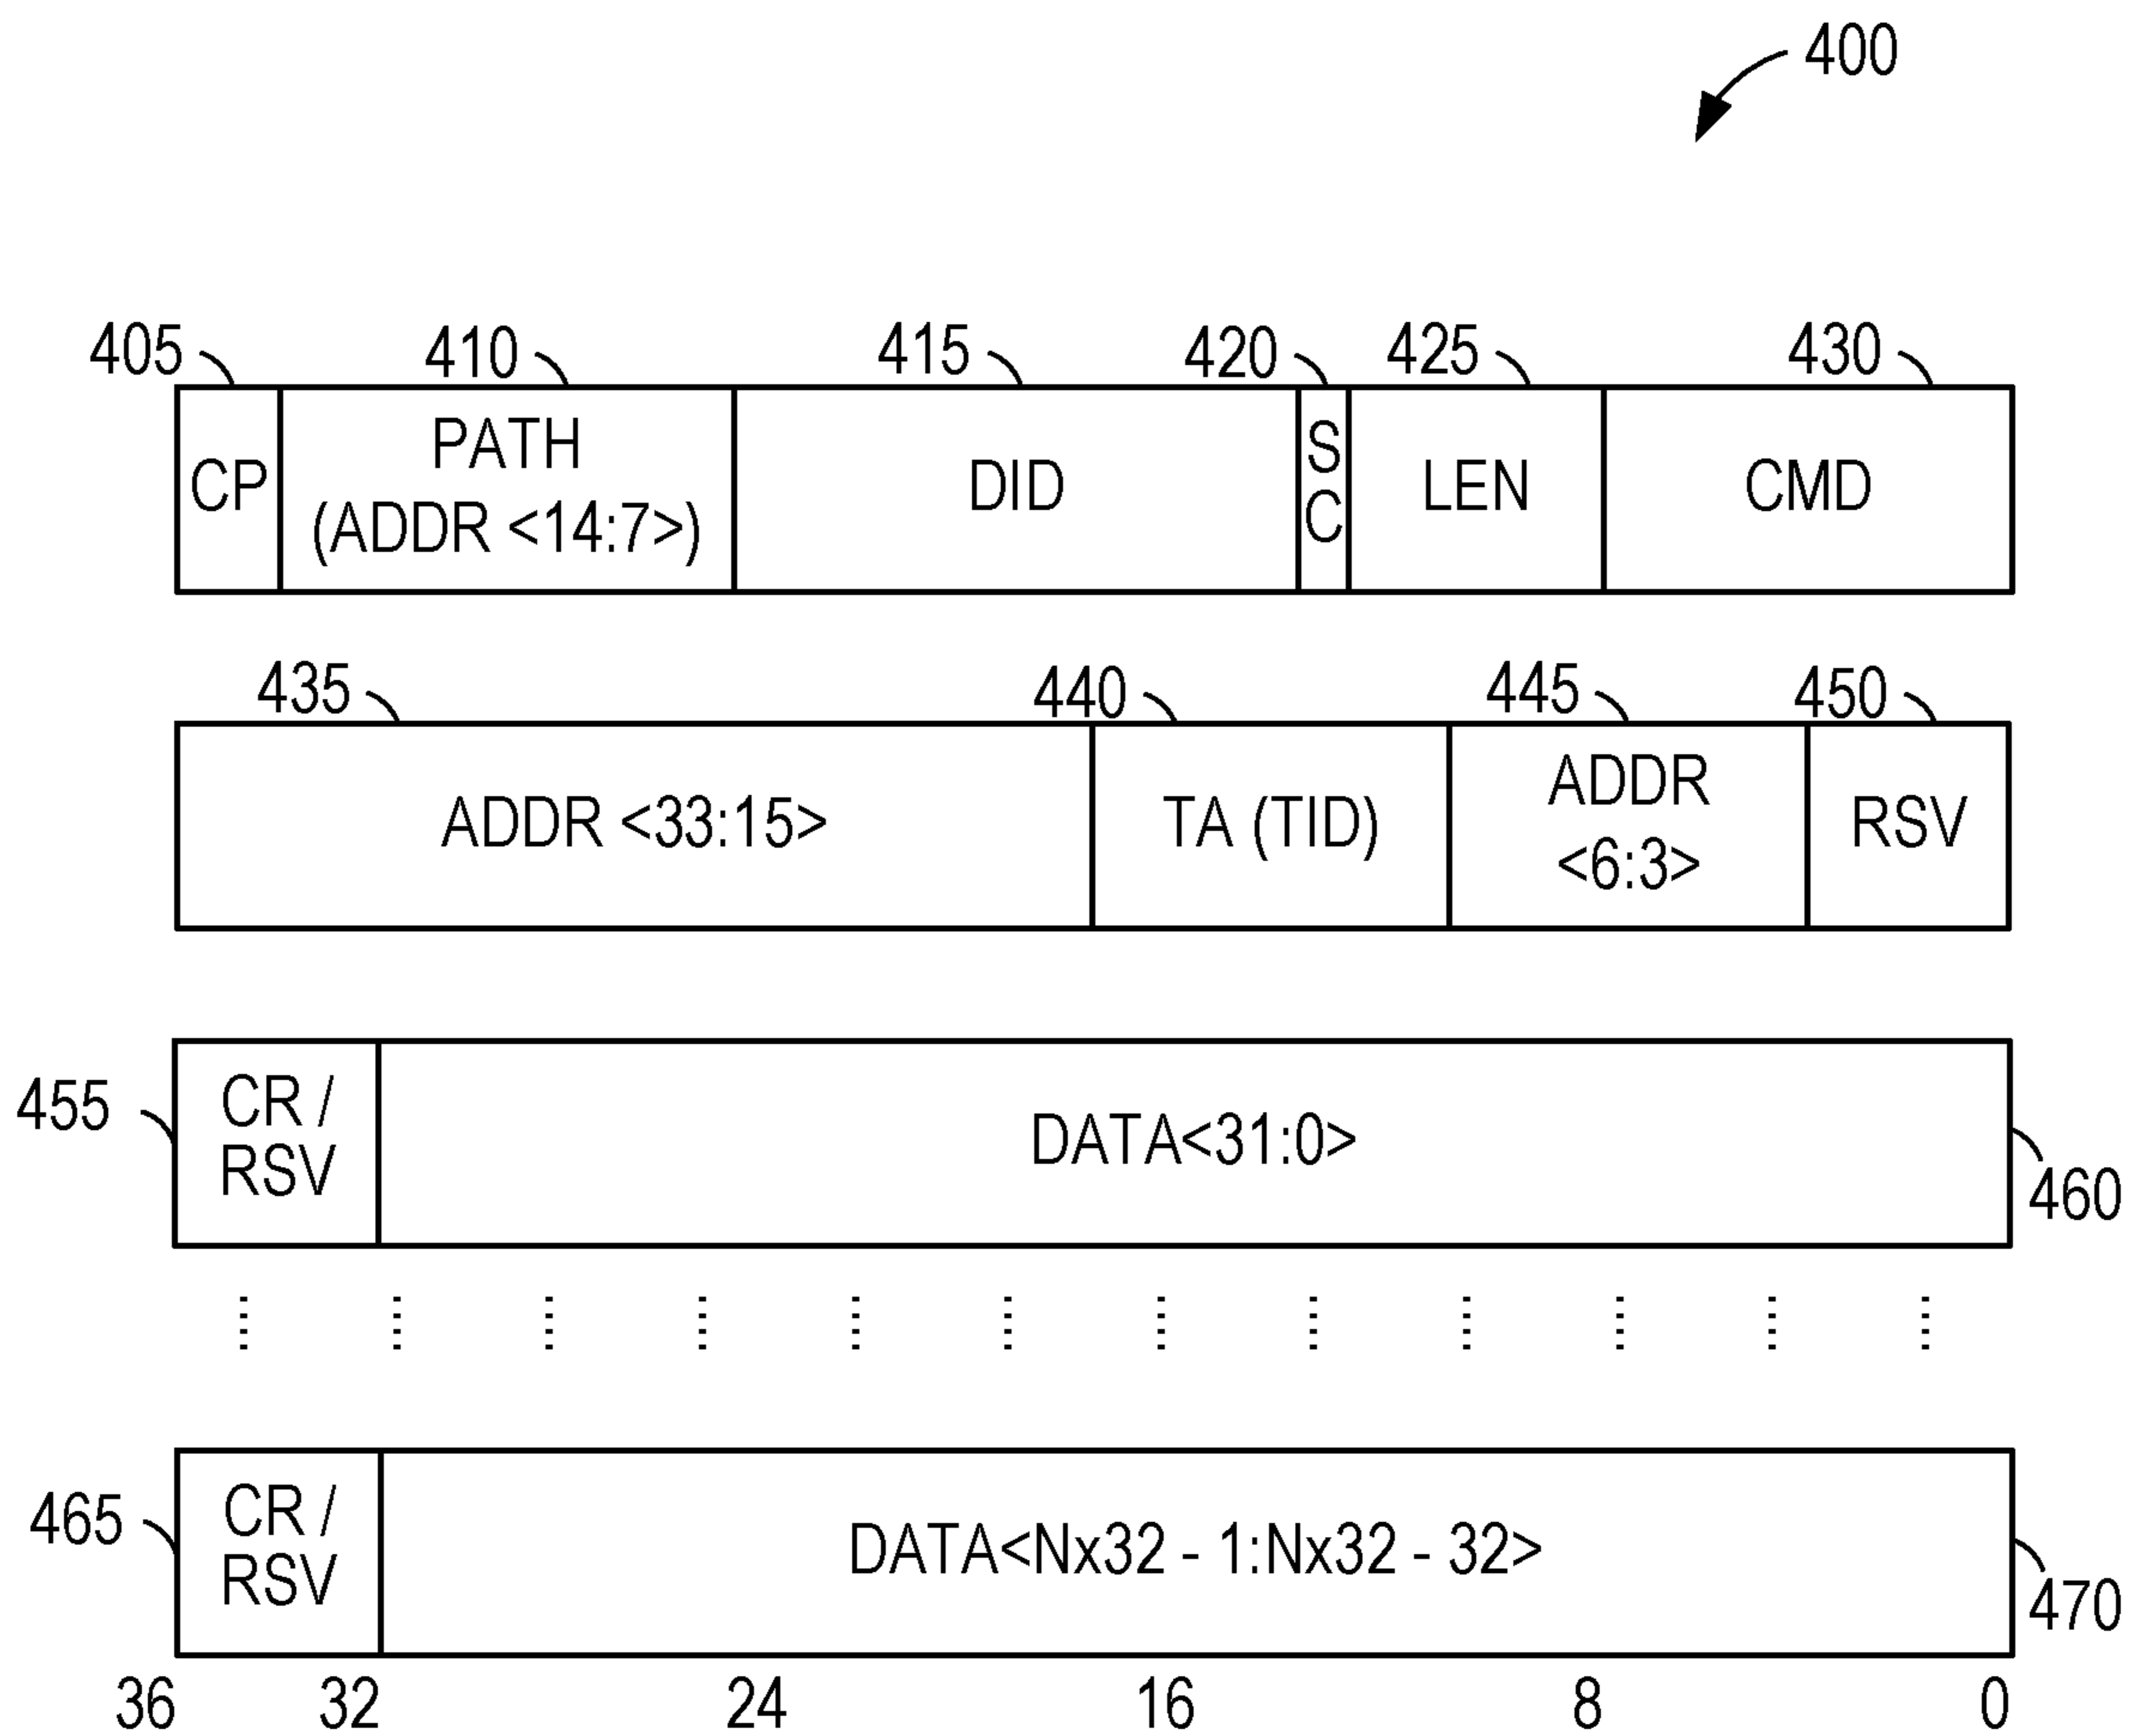 400
405 410 415 420 425 430
CP PATH (ADDR <14:7>) DID SC LEN CMD
435 440 445 450
ADDR <33:15> TA (TID) ADDR <6:3> RSV
455 CR / RSV DATA<31:0> 460
465 CR / RSV DATA<Nx32 - 1:Nx32 - 32> 470
36 32 24 16 8 0